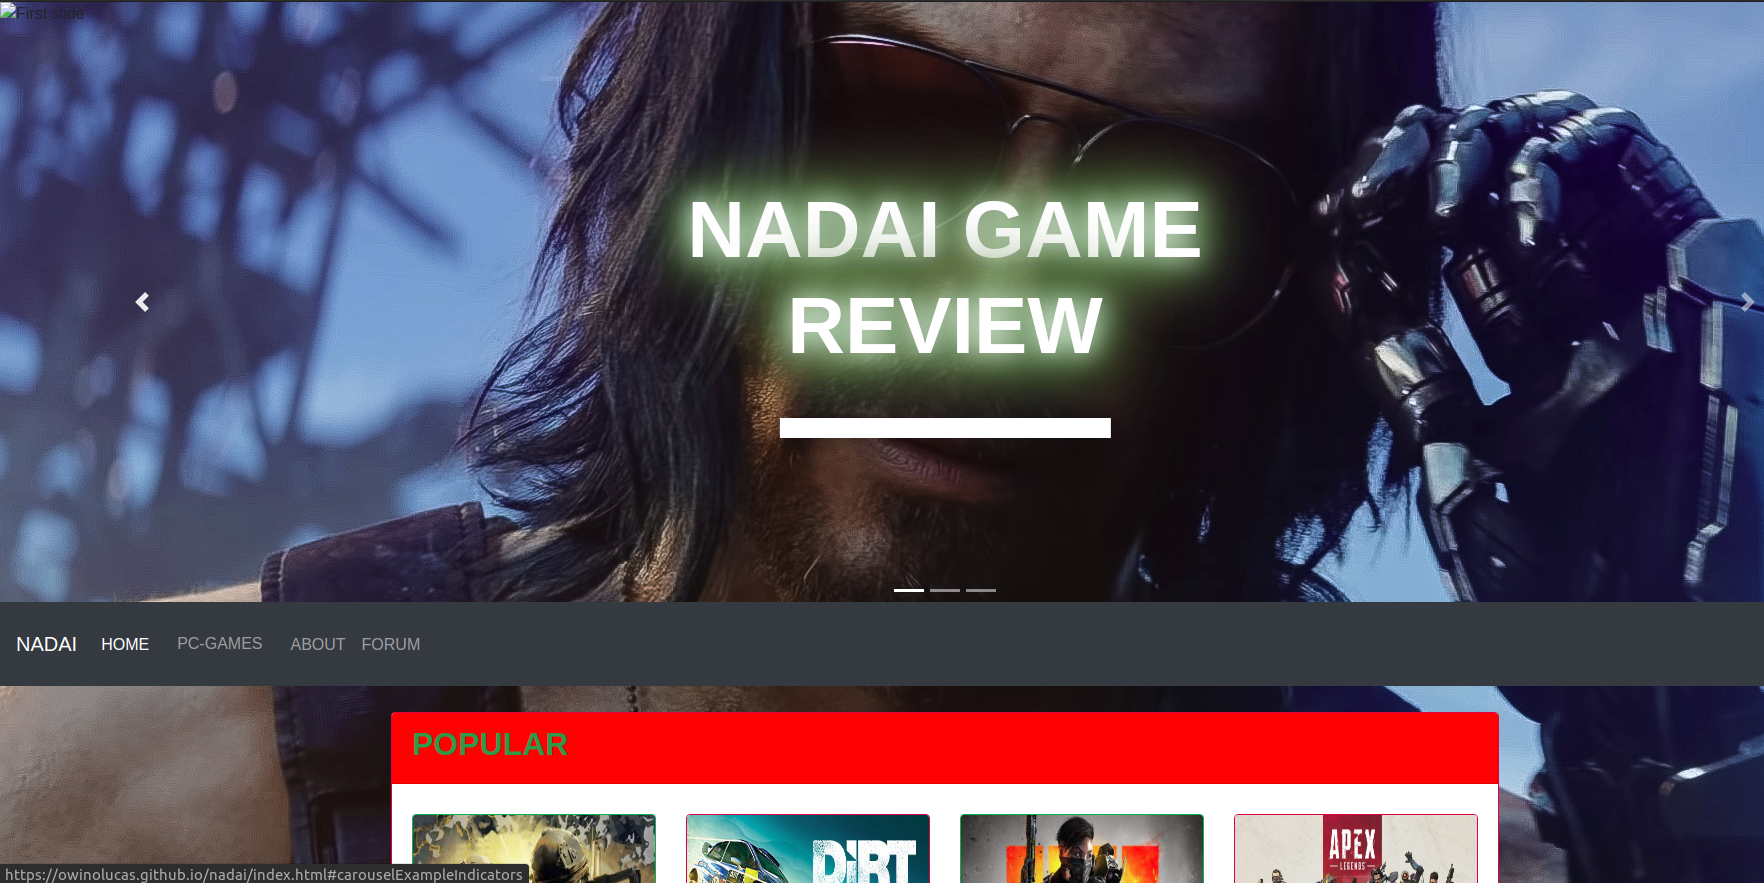 First slide
NADAI GAME
REVIEW
NADAI HOME PC-GAMES ABOUT FORUM
POPULAR
DiRT
APEX
LEGENDS
https://owinolucas.github.io/nadai/index.html#carouselExampleIndicators